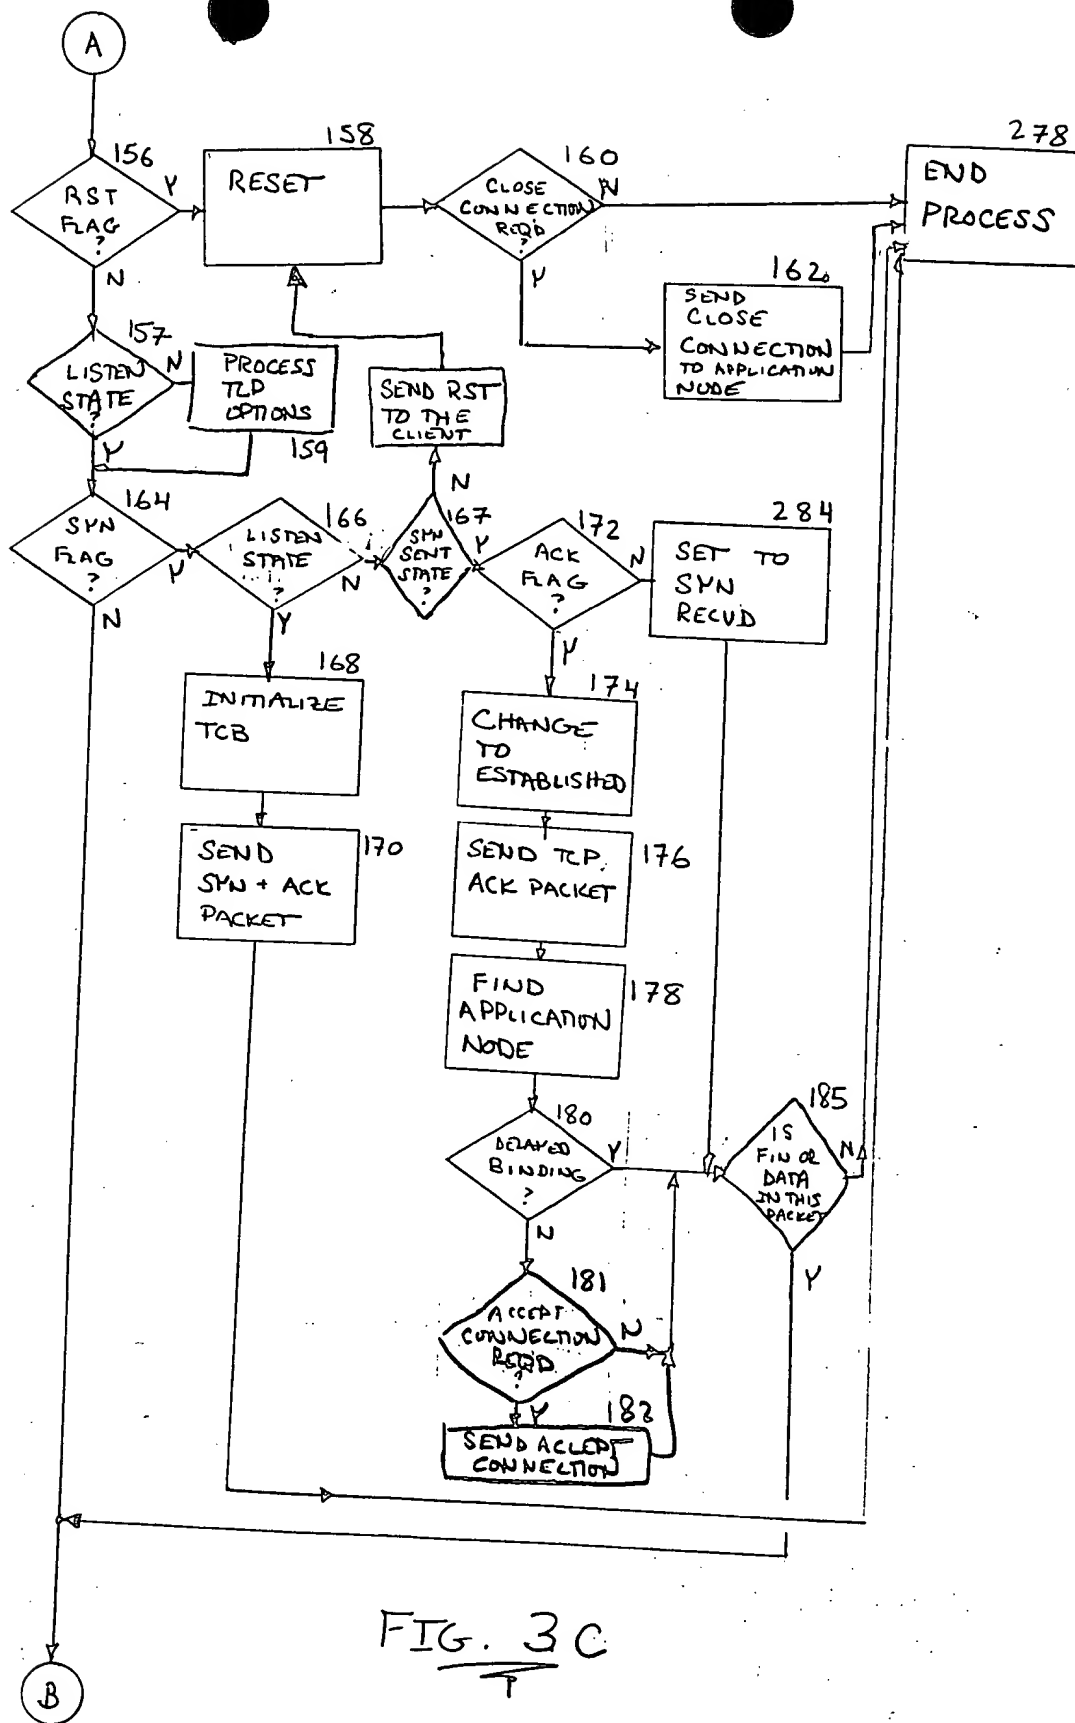 A
156
RST
FLAG
?
Y
N
158
RESET
160
CLOSE
CONNECTION
REQ'D
?
N
Y
278
END
PROCESS
162
SEND
CLOSE
CONNECTION
TO APPLICATION
NODE
157
LISTEN
STATE
?
N
Y
PROCESS
TCP
OPTIONS
159
SEND RST
TO THE
CLIENT
164
SYN
FLAG
?
Y
N
166
LISTEN
STATE
?
N
Y
167
SYN
SENT
STATE
?
N
Y
172
ACK
FLAG
?
N
Y
284
SET TO
SYN
RECVD
168
INITIALIZE
TCB
170
SEND
SYN + ACK
PACKET
174
CHANGE
TO
ESTABLISHED
176
SEND TCP
ACK PACKET
178
FIND
APPLICATION
NODE
180
DELAYED
BINDING
?
Y
N
185
IS
FIN OR
DATA
IN THIS
PACKET
N
Y
181
ACCEPT
CONNECTION
REQ'D
?
N
Y
182
SEND ACCEPT
CONNECTION
B
FIG. 3C